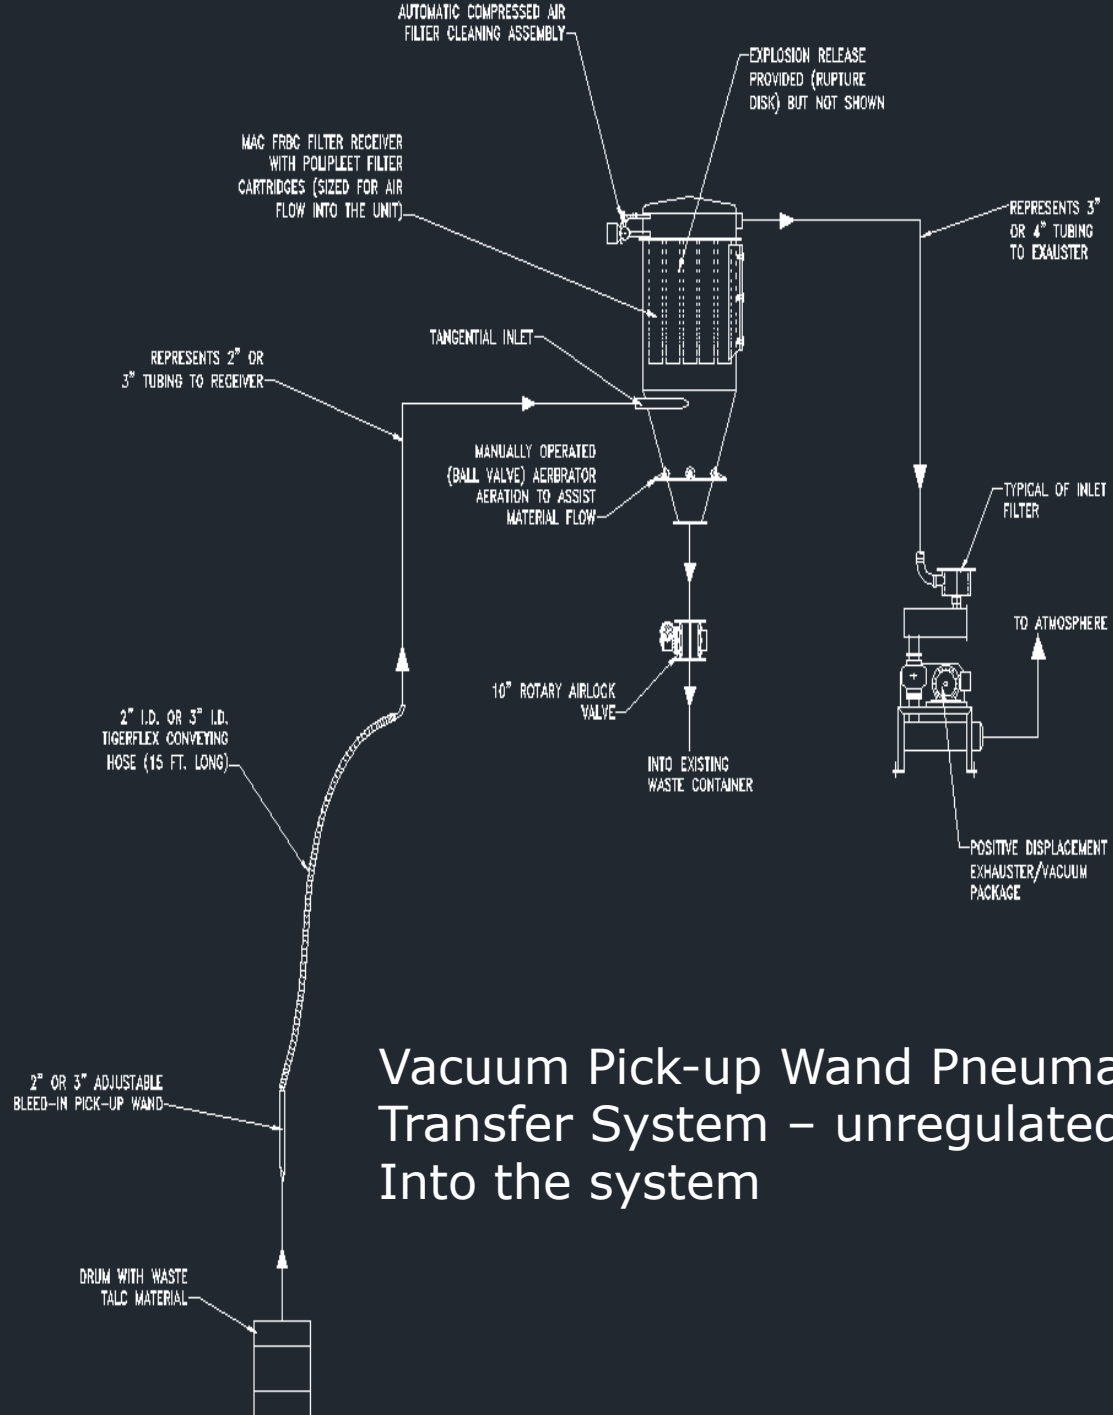 AUTOMATIC COMPRESSED AIR
FILTER CLEANING ASSEMBLY
EXPLOSION RELEASE
PROVIDED (RUPTURE
DISK) BUT NOT SHOWN
MAC FRBC FILTER RECEIVER
WITH POLIPLEET FILTER
CARTRIDGES (SIZED FOR AIR
FLOW INTO THE UNIT)
REPRESENTS 3"
OR 4" TUBING
TO EXAUSTER
TANGENTIAL INLET
REPRESENTS 2" OR
3" TUBING TO RECEIVER
MANUALLY OPERATED
(BALL VALVE) AERBRATOR
AERATION TO ASSIST
MATERIAL FLOW
TYPICAL OF INLET
FILTER
TO ATMOSPHERE
10" ROTARY AIRLOCK
VALVE
2" I.D. OR 3" I.D.
TIGERFLEX CONVEYING
HOSE (15 FT. LONG)
INTO EXISTING
WASTE CONTAINER
POSITIVE DISPLACEMENT
EXHAUSTER/VACUUM
PACKAGE
2" OR 3" ADJUSTABLE
BLEED-IN PICK-UP WAND
Vacuum Pick-up Wand Pneuma
Transfer System – unregulated
Into the system
DRUM WITH WASTE
TALC MATERIAL